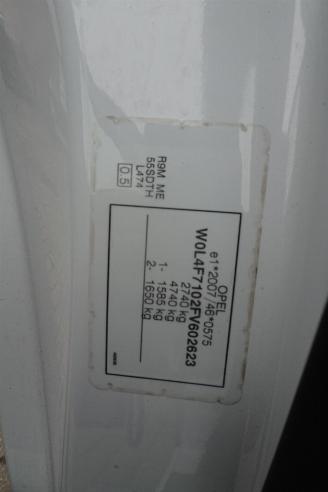 OPEL
e1*2007/46*0575
W0L4F7102FV602623
2740 kg
4740 kg
1- 1585 kg
2- 1650 kg
R9M ME
55SDTH
L474
0.5